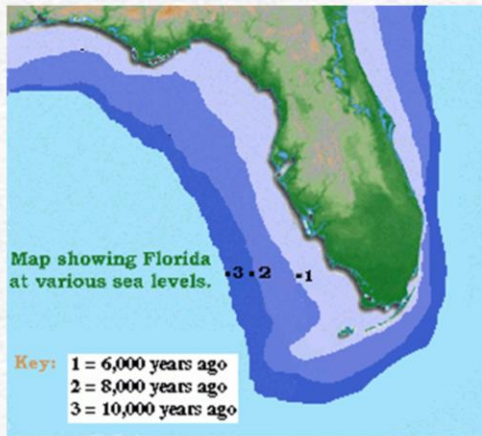 Map showing Florida
at various sea levels.
3 2 1
Key: 1 = 6,000 years ago
2 = 8,000 years ago
3 = 10,000 years ago